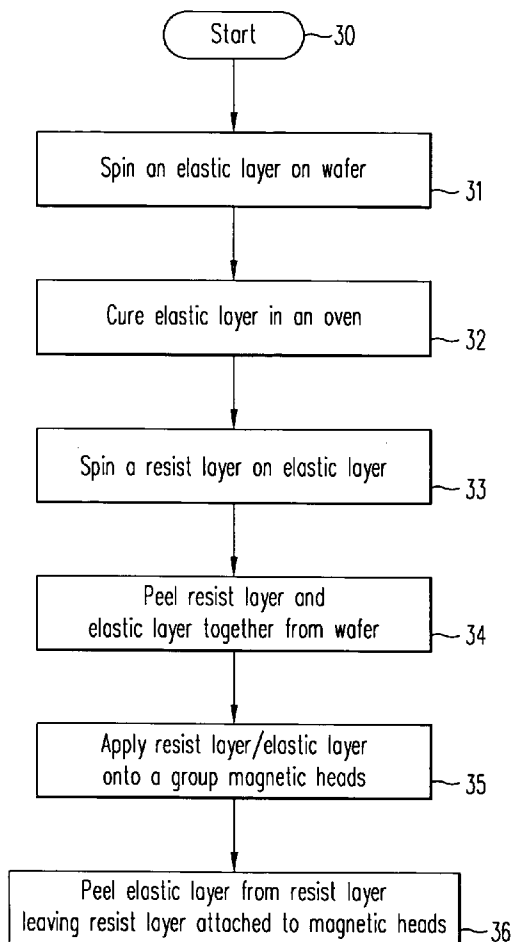 Start
30
Spin an elastic layer on wafer
31
Cure elastic layer in an oven
32
Spin a resist layer on elastic layer
33
Peel resist layer and
elastic layer together from wafer
34
Apply resist layer/elastic layer
onto a group magnetic heads
35
Peel elastic layer from resist layer
leaving resist layer attached to magnetic heads
36